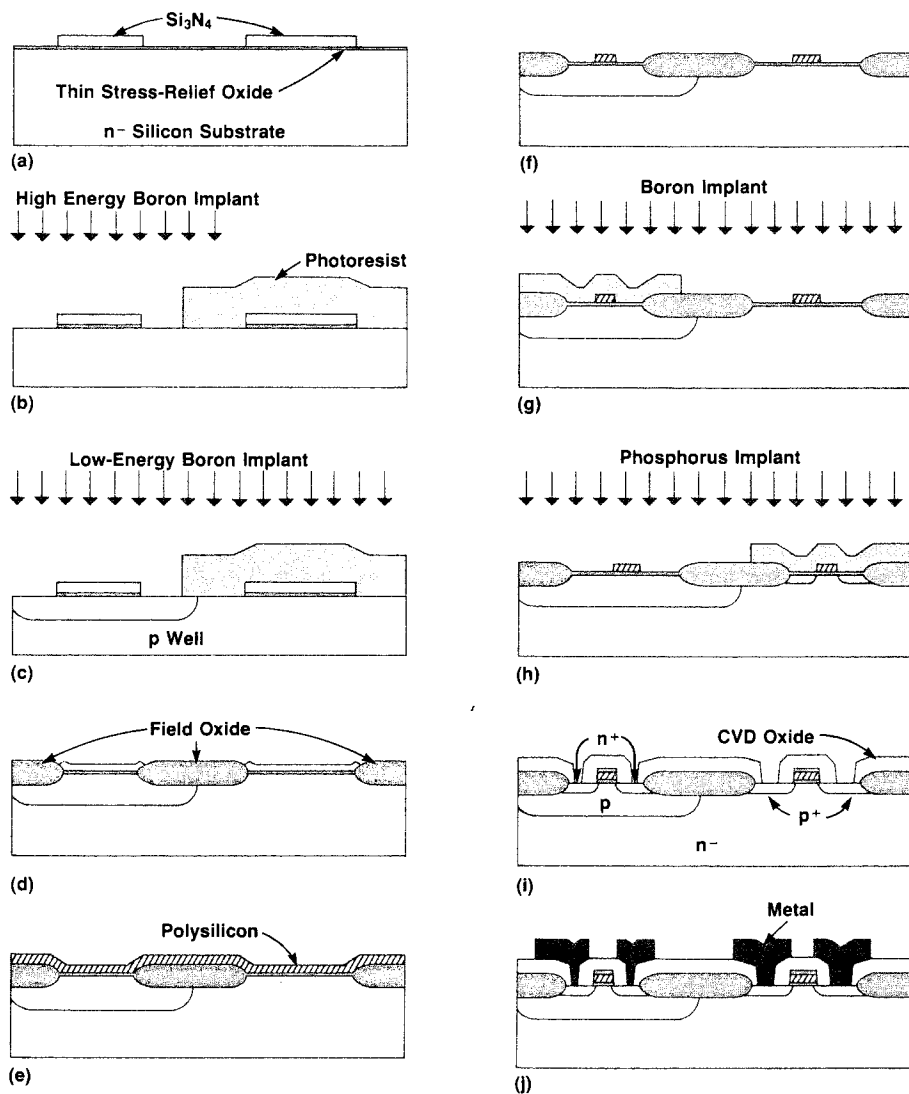 Si₃N₄
Thin Stress-Relief Oxide
n⁻ Silicon Substrate
(a)
High Energy Boron Implant
Photoresist
(b)
Low-Energy Boron Implant
p Well
(c)
Field Oxide
(d)
Polysilicon
(e)
(f)
Boron Implant
(g)
Phosphorus Implant
(h)
n⁺
CVD Oxide
p
p⁺
n⁻
(i)
Metal
(j)